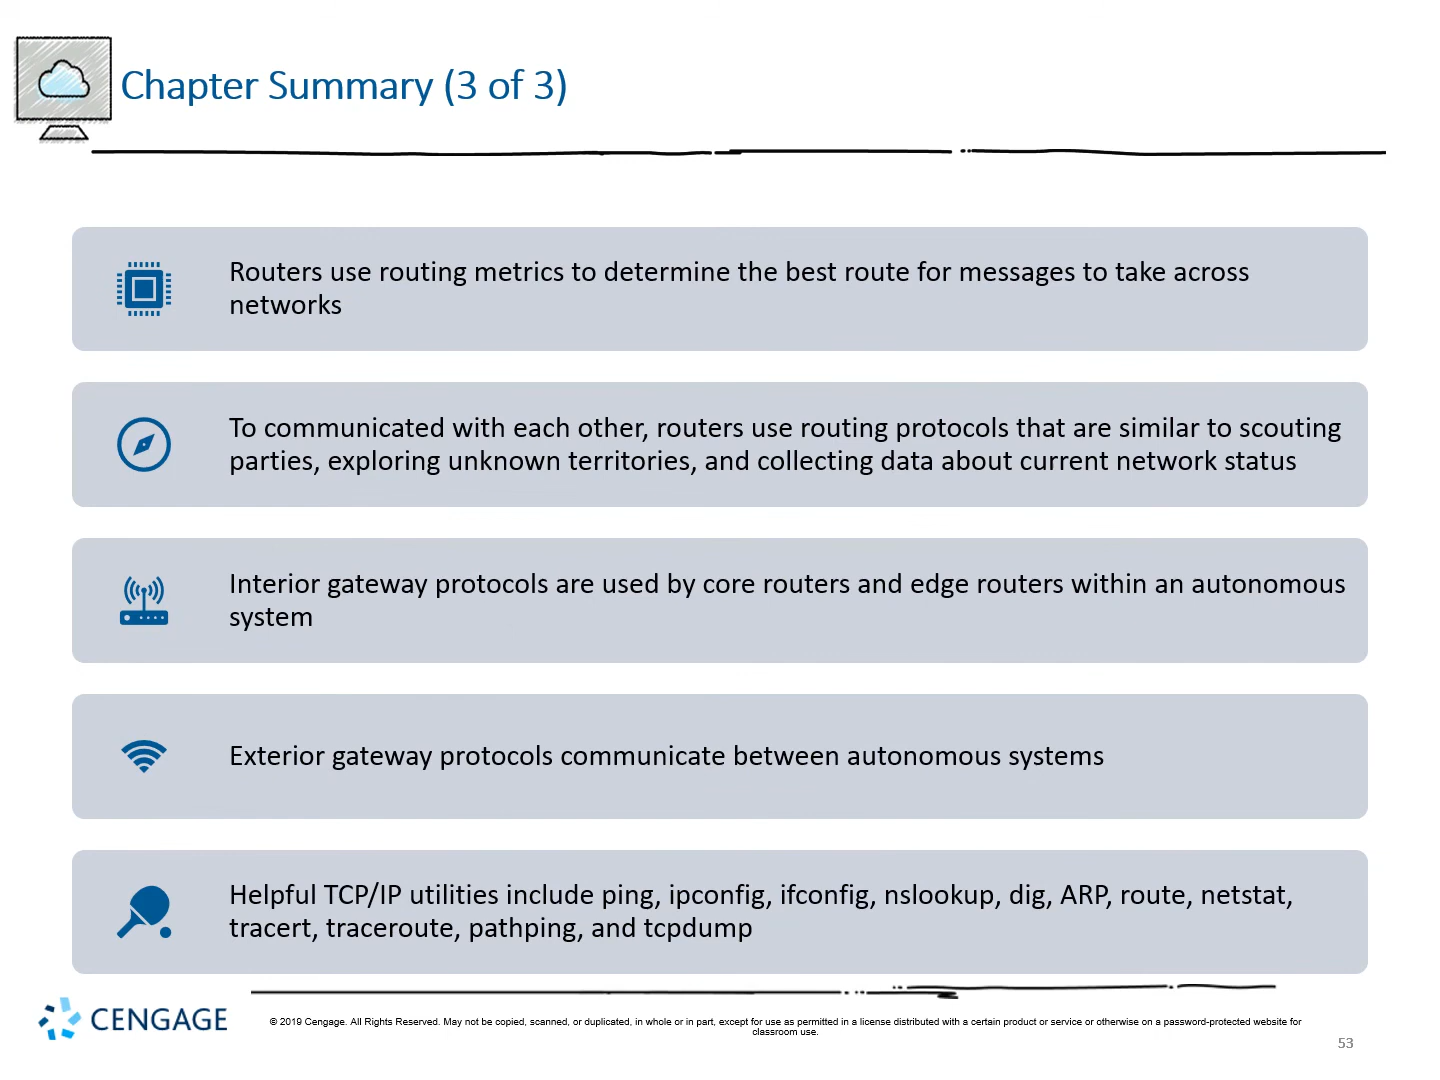 Chapter Summary (3 of 3)
Routers use routing metrics to determine the best route for messages to take across
networks
To communicated with each other, routers use routing protocols that are similar to scouting
parties, exploring unknown territories, and collecting data about current network status
Interior gateway protocols are used by core routers and edge routers within an autonomous
system
Exterior gateway protocols communicate between autonomous systems
Helpful TCP/IP utilities include ping, ipconfig, ifconfig, nslookup, dig, ARP, route, netstat,
tracert, traceroute, pathping, and tcpdump
CENGAGE
© 2019 Cengage. All Rights Reserved. May not be copied, scanned, or duplicated, in whole or in part, except for use as permitted in a license distributed with a certain product or service or otherwise on a password-protected website for
classroom use.
53